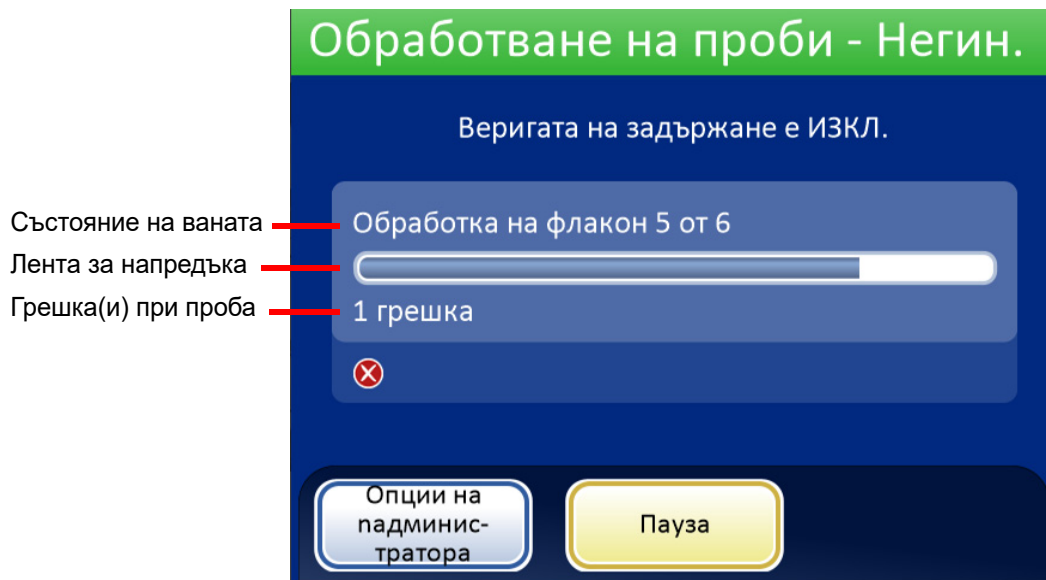 Обработване на проби - Негин.
Веригата на задържане е ИЗКЛ.
Състояние на ваната
Обработка на флакон 5 от 6
Лента за напредъка
Грешка(и) при проба
1 грешка
Опции на
падминис-
тратора
Пауза